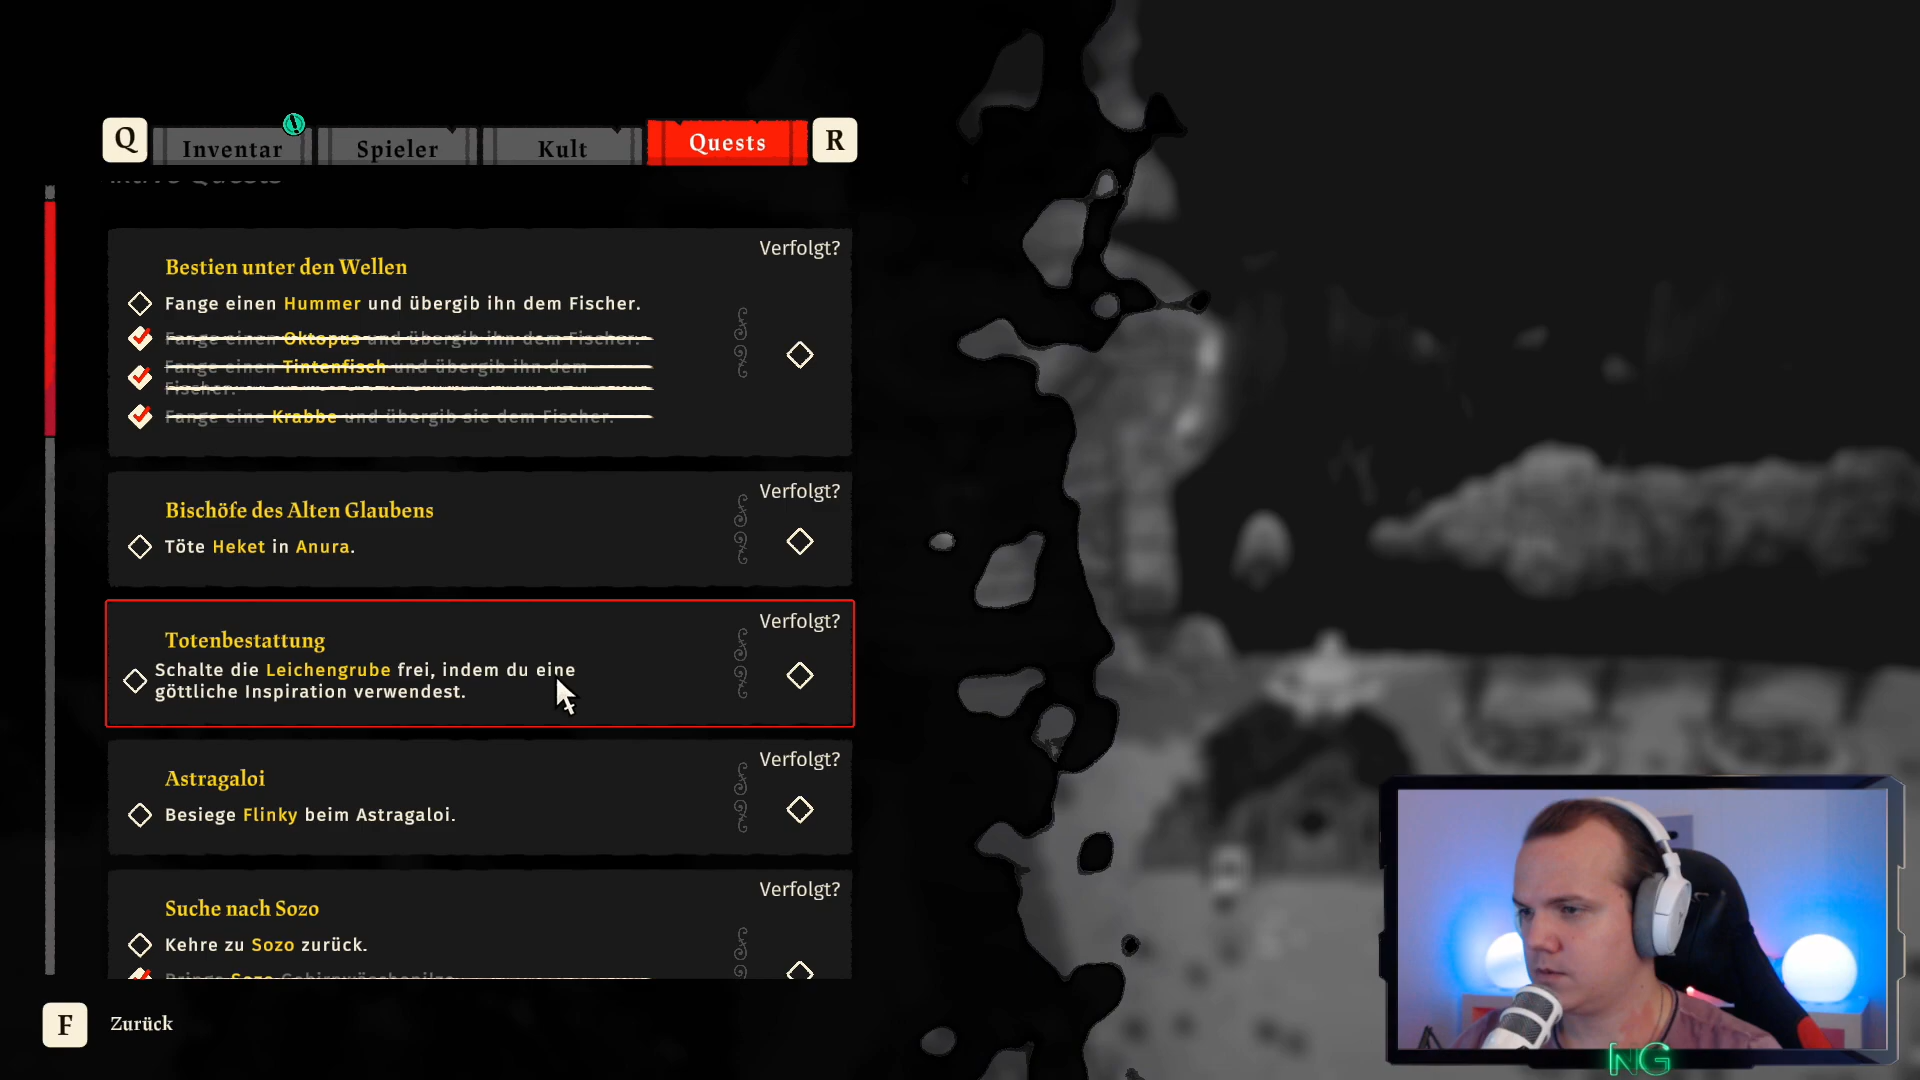 Q
Inventar
Spieler
Kult
Quests
R
Verfolgt?
Bestien unter den Wellen
Fange einen Hummer und übergib ihn dem Fischer.
Fange einen Oktopus und übergib ihn dem Fischer.
Fange einen Tintenfisch und übergib ihn dem
Fischer.
Fange eine Krabbe und übergib sie dem Fischer.
Verfolgt?
Bischöfe des Alten Glaubens
Töte Heket in Anura.
Verfolgt?
Totenbestattung
Schalte die Leichengrube frei, indem du eine
göttliche Inspiration verwendest.
Verfolgt?
Astragaloi
Besiege Flinky beim Astragaloi.
Verfolgt?
Suche nach Sozo
Kehre zu Sozo zurück.
F
Zurück
NG